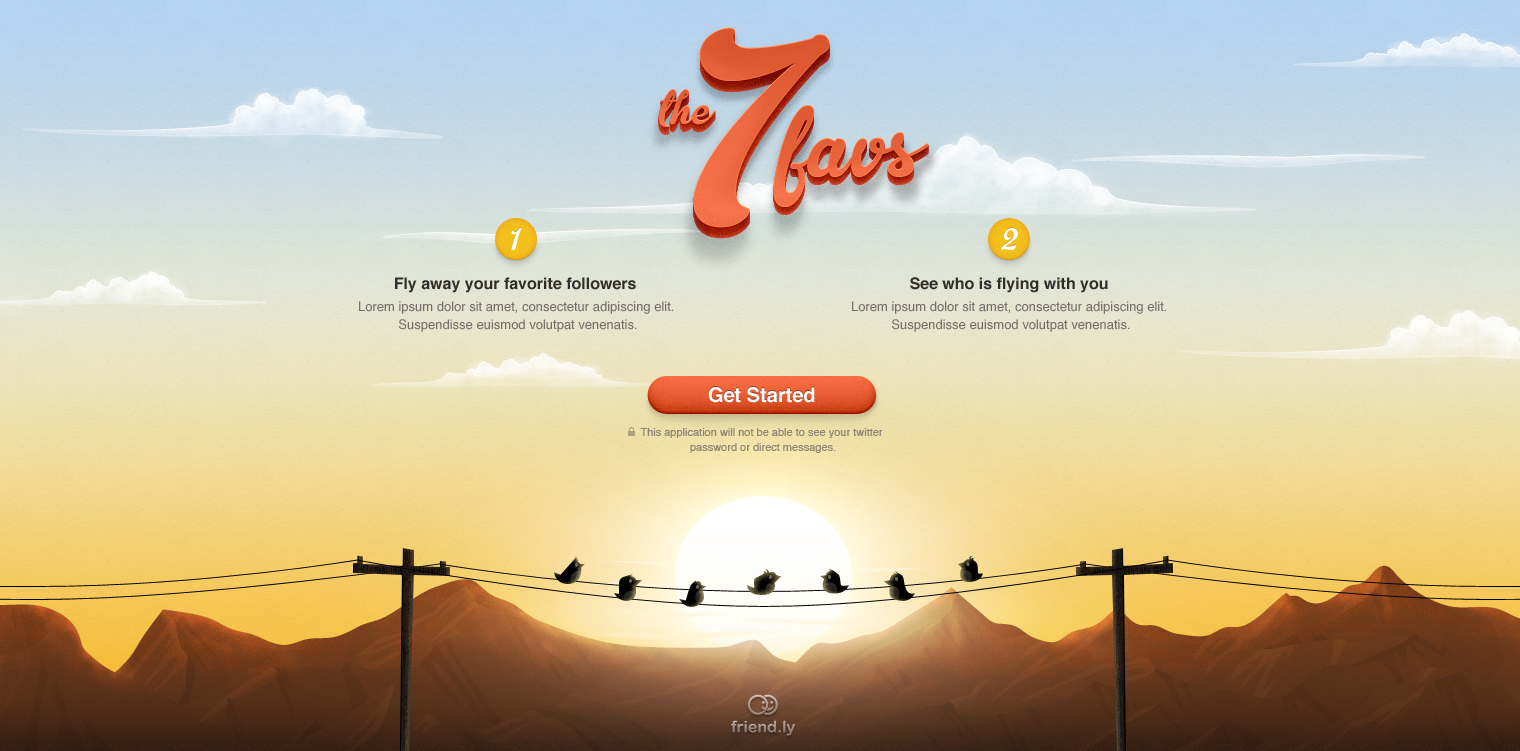 the 7 favs
1
Fly away your favorite followers
Lorem ipsum dolor sit amet, consectetur adipiscing elit.
Suspendisse euismod volutpat venenatis.
2
See who is flying with you
Lorem ipsum dolor sit amet, consectetur adipiscing elit.
Suspendisse euismod volutpat venenatis.
Get Started
This application will not be able to see your twitter
password or direct messages.
friend.ly